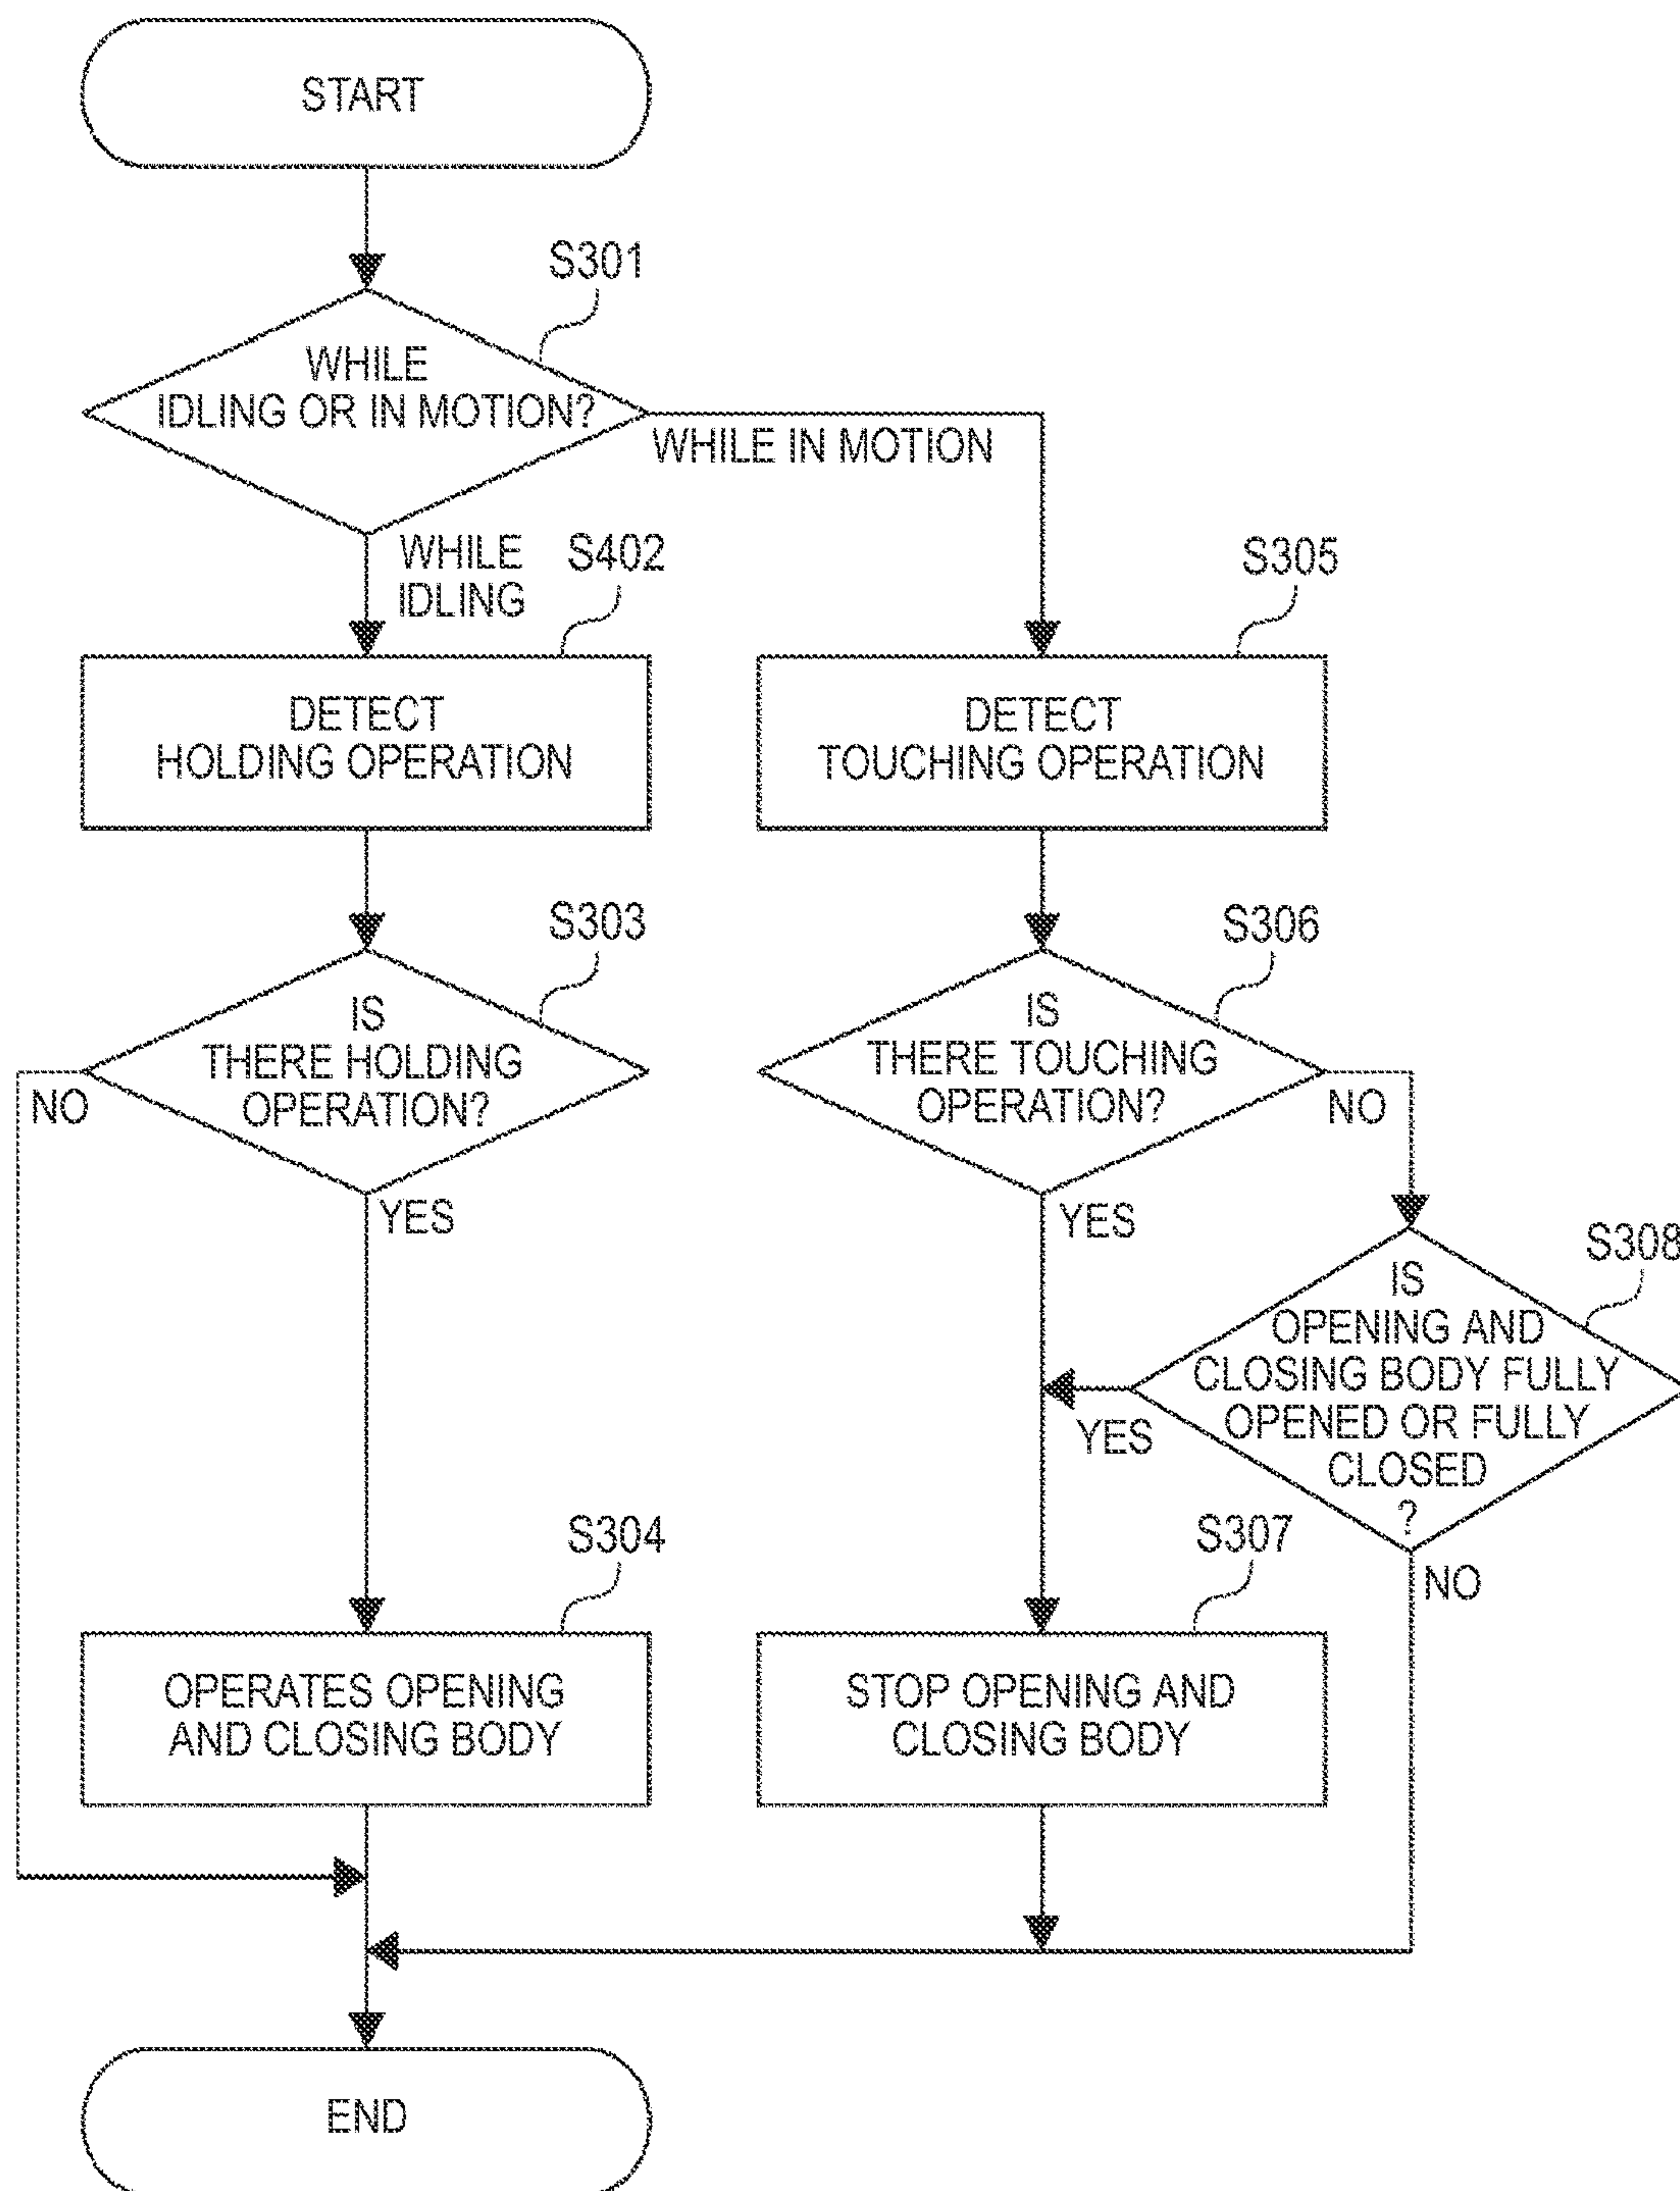 START
S301
WHILE
IDLING OR IN MOTION?
WHILE IN MOTION
WHILE
IDLING
S402
S305
DETECT
HOLDING OPERATION
DETECT
TOUCHING OPERATION
S303
S306
IS
THERE HOLDING
OPERATION?
NO
YES
IS
THERE TOUCHING
OPERATION?
NO
YES
S308
IS
OPENING AND
CLOSING BODY FULLY
OPENED OR FULLY
CLOSED
?
YES
NO
S304
S307
OPERATES OPENING
AND CLOSING BODY
STOP OPENING AND
CLOSING BODY
END